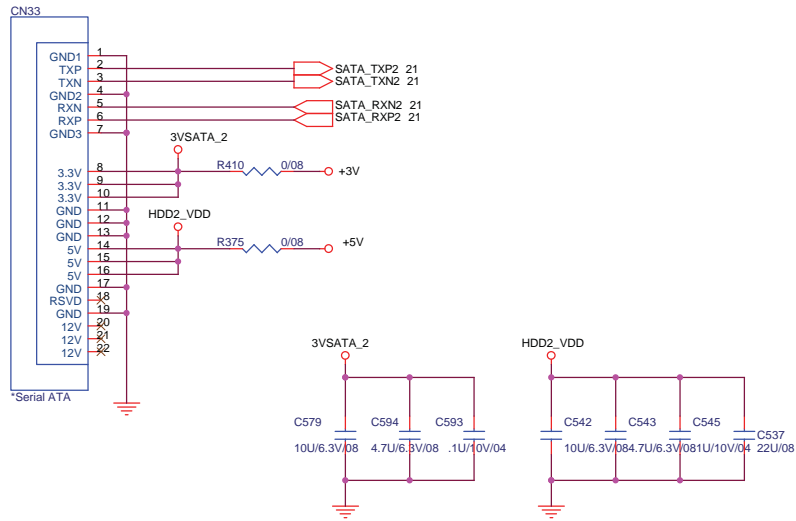 CN33
GND1 1
TXP 2
TXN 3
GND2 4
RXN 5
RXP 6
GND3 7
SATA_TXP2 21
SATA_TXN2 21
SATA_RXN2 21
SATA_RXP2 21
3VSATA_2
3.3V 8
3.3V 9
3.3V 10
R410 0/08 +3V
GND 11
GND 12
GND 13
HDD2_VDD
5V 14
5V 15
5V 16
R375 0/08 +5V
GND 17
RSVD 18
GND 19
12V 20
12V 21
12V 22
*Serial ATA
3VSATA_2
C579 C594 C593
10U/6.3V/08 4.7U/6.3V/08 .1U/10V/04
HDD2_VDD
C542 C543 C545 C537
10U/6.3V/08 4.7U/6.3V/08 .1U/10V/04 22U/08